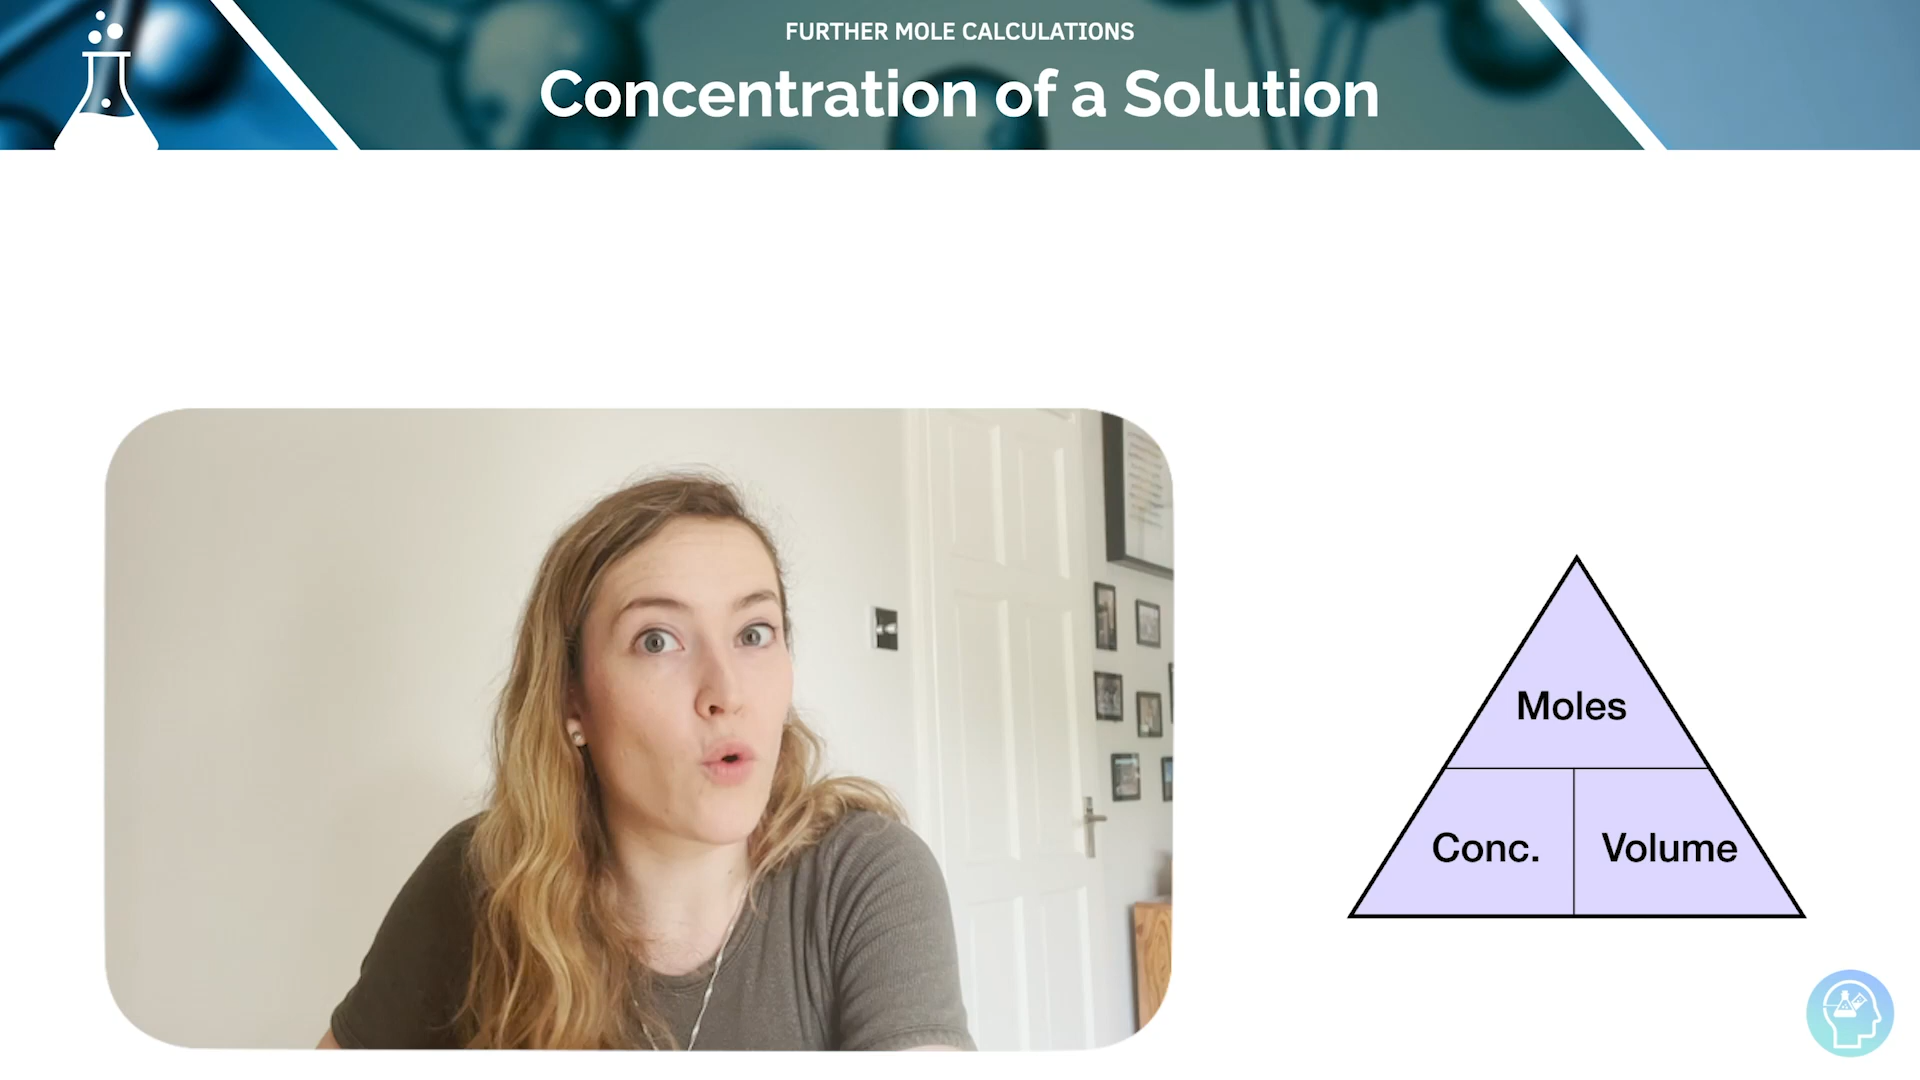 FURTHER MOLE CALCULATIONS
Concentration of a Solution
Moles
Conc.
Volume